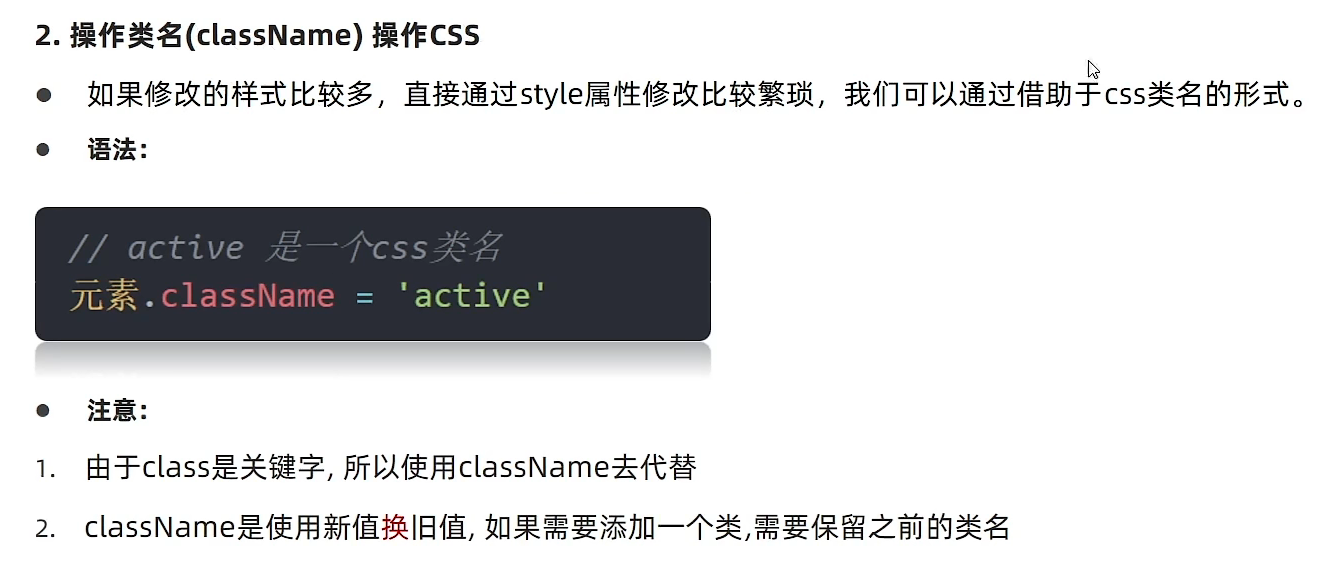 2. 操作类名(className) 操作CSS
● 如果修改的样式比较多，直接通过style属性修改比较繁琐，我们可以通过借助于css类名的形式。
● 语法：
// active 是一个css类名
元素.className = 'active'
● 注意：
1. 由于class是关键字, 所以使用className去代替
2. className是使用新值换旧值, 如果需要添加一个类,需要保留之前的类名